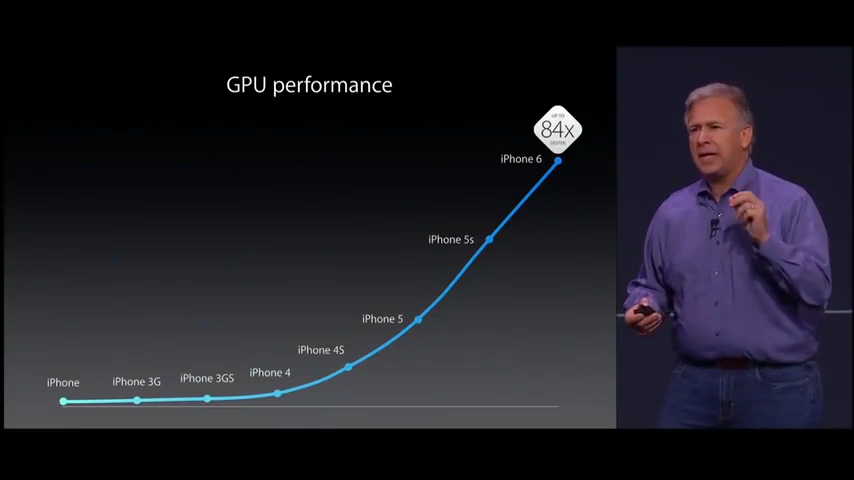 GPU performance
UP TO
84x
FASTER
iPhone 6
iPhone 5s
iPhone 5
iPhone 4S
iPhone 4
iPhone 3GS
iPhone 3G
iPhone